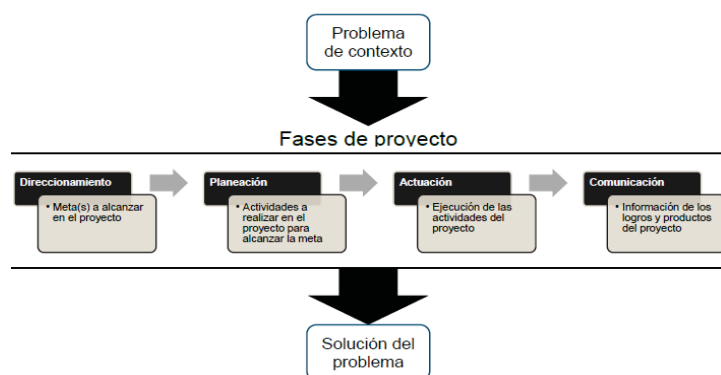 Problema
de contexto
Fases de proyecto
Direccionamiento
• Meta(s) a alcanzar
en el proyecto
Planeación
• Actividades a
realizar en el
proyecto para
alcanzar la meta
Actuación
• Ejecución de las
actividades del
proyecto
Comunicación
• Información de los
logros y productos
del proyecto
Solución del
problema